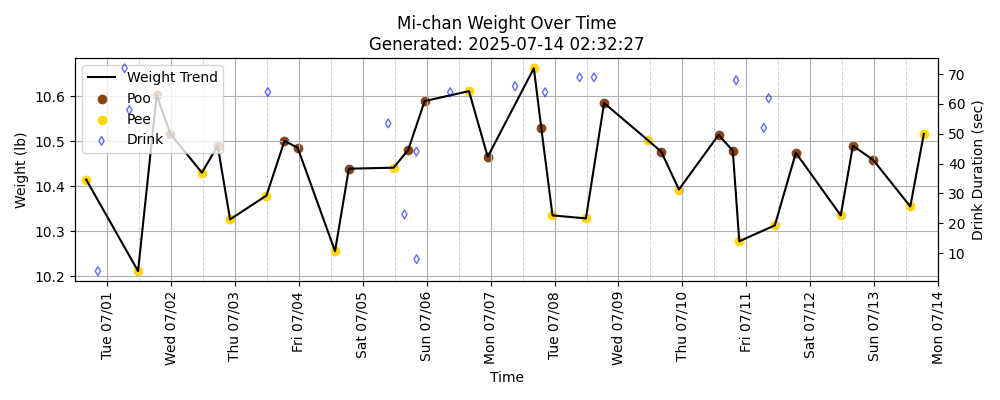 Mi-chan Weight Over Time
Generated: 2025-07-14 02:32:27
Weight Trend
Poo
Pee
Drink
Weight (lb)
10.6
10.5
10.4
10.3
10.2
70
60
50
40
30
20
10
Drink Duration (sec)
Tue 07/01
Wed 07/02
Thu 07/03
Fri 07/04
Sat 07/05
Sun 07/06
Mon 07/07
Tue 07/08
Wed 07/09
Thu 07/10
Fri 07/11
Sat 07/12
Sun 07/13
Mon 07/14
Time